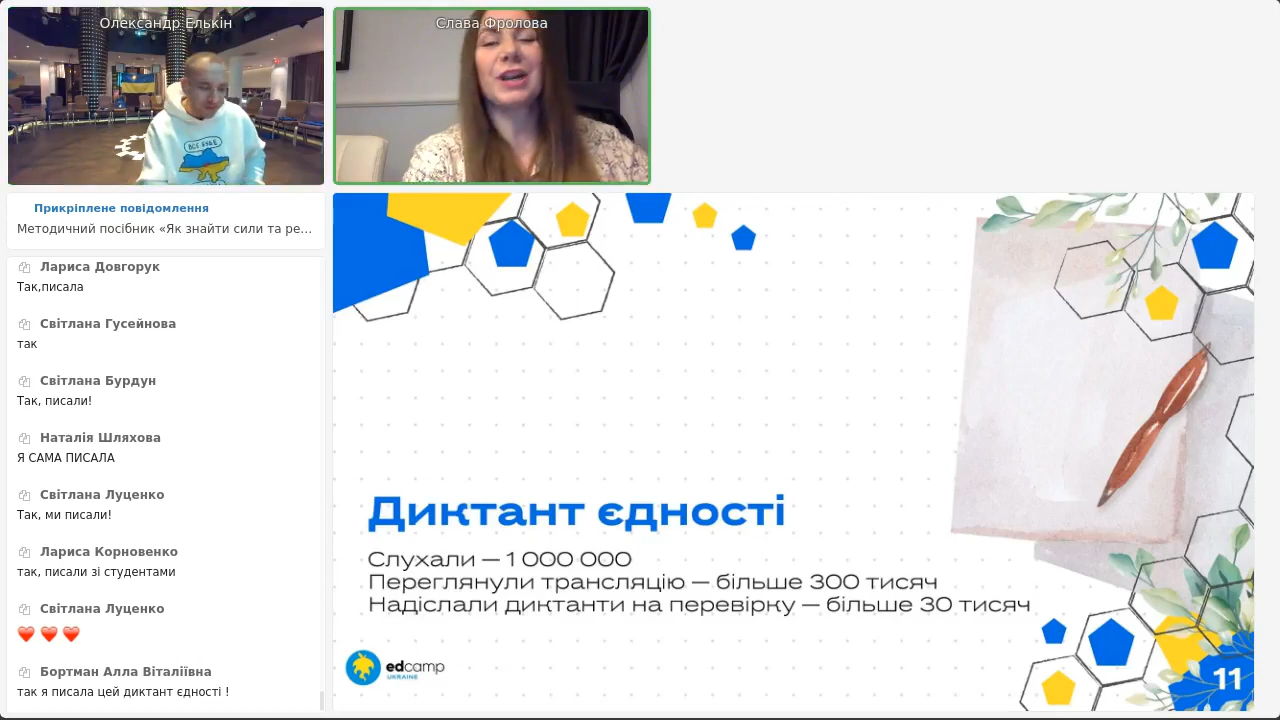 Олександр Елькін
Слава Фролова
ВСЕ БУДЕ
Прикріплене повідомлення
Методичний посібник «Як знайти сили та ре...
Лариса Довгорук
Так,писала
Світлана Гусейнова
так
Світлана Бурдун
Так, писали!
Наталія Шляхова
Я САМА ПИСАЛА
Світлана Луценко
Так, ми писали!
Лариса Корновенко
так, писали зі студентами
Світлана Луценко
❤️ ❤️ ❤️
Бортман Алла Віталіївна
так я писала цей диктант єдності !
Диктант єдності
Слухали — 1 000 000
Переглянули трансляцію — більше 300 тисяч
Надіслали диктанти на перевірку — більше 30 тисяч
edcamp
UKRAINE
11